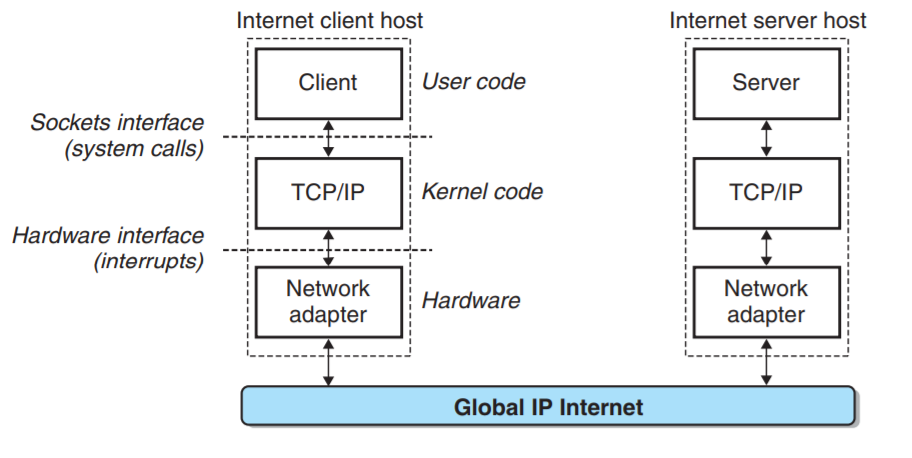 Internet client host
Internet server host
Client
User code
Server
Sockets interface
(system calls)
TCP/IP
Kernel code
TCP/IP
Hardware interface
(interrupts)
Network
adapter
Hardware
Network
adapter
Global IP Internet